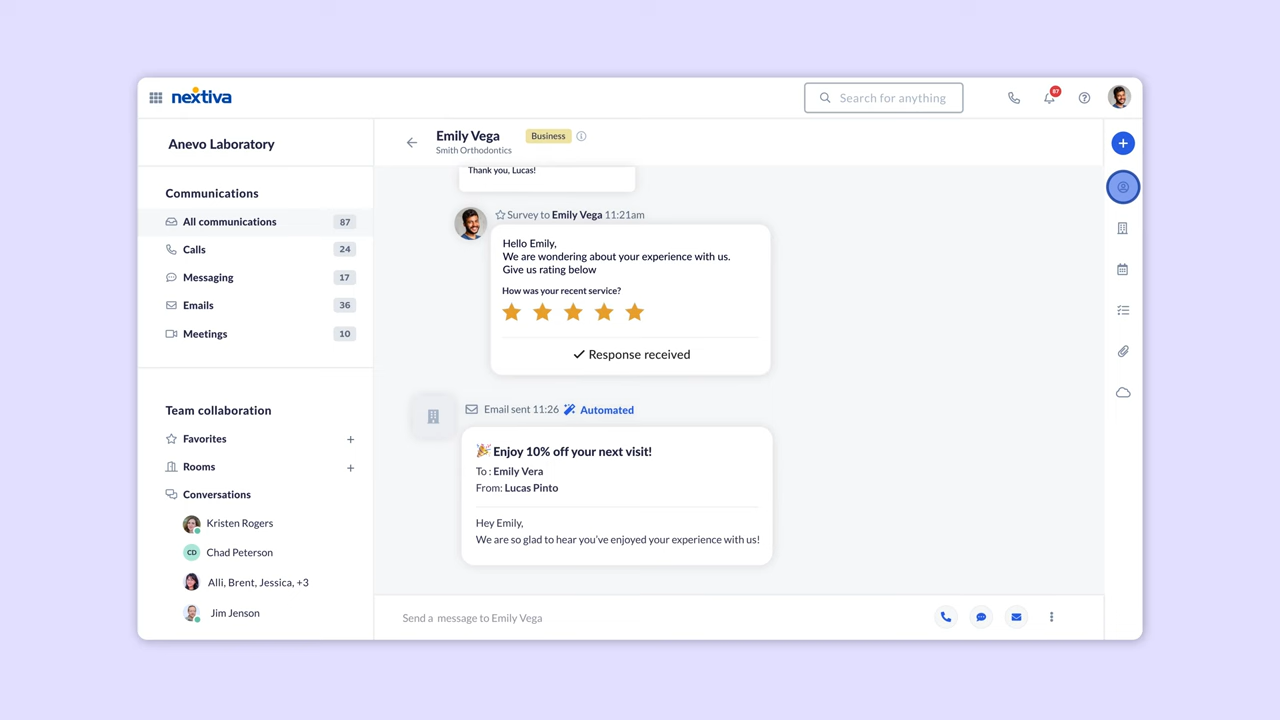 nextiva
Search for anything
87
Anevo Laboratory
Emily Vega
Business
Smith Orthodontics
Communications
All communications 87
Calls 24
Messaging 17
Emails 36
Meetings 10
Team collaboration
Favorites +
Rooms +
Conversations
Kristen Rogers
CD Chad Peterson
Alli, Brent, Jessica, +3
Jim Jenson
Thank you, Lucas!
Survey to Emily Vega 11:21am
Hello Emily,
We are wondering about your experience with us.
Give us rating below
How was your recent service?
Response received
Email sent 11:26 Automated
Enjoy 10% off your next visit!
To : Emily Vera
From: Lucas Pinto
Hey Emily,
We are so glad to hear you've enjoyed your experience with us!
Send a message to Emily Vega